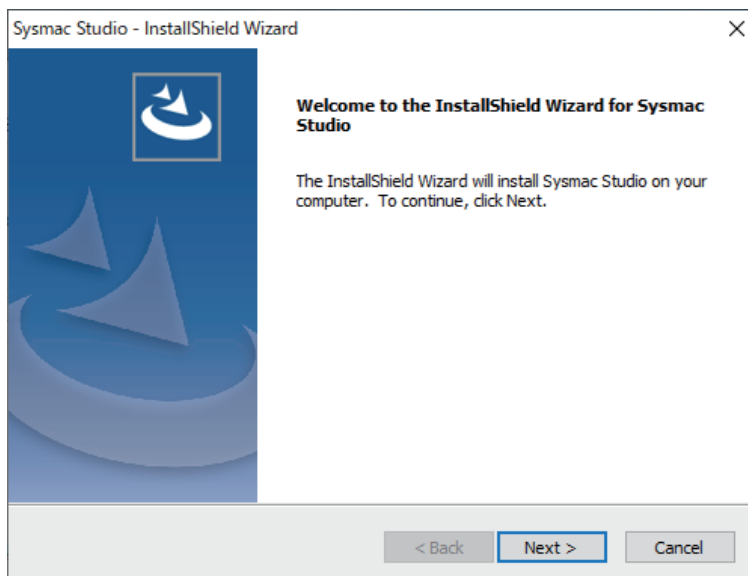 Sysmac Studio - InstallShield Wizard
Welcome to the InstallShield Wizard for Sysmac
Studio
The InstallShield Wizard will install Sysmac Studio on your
computer.  To continue, click Next.
< Back
Next >
Cancel